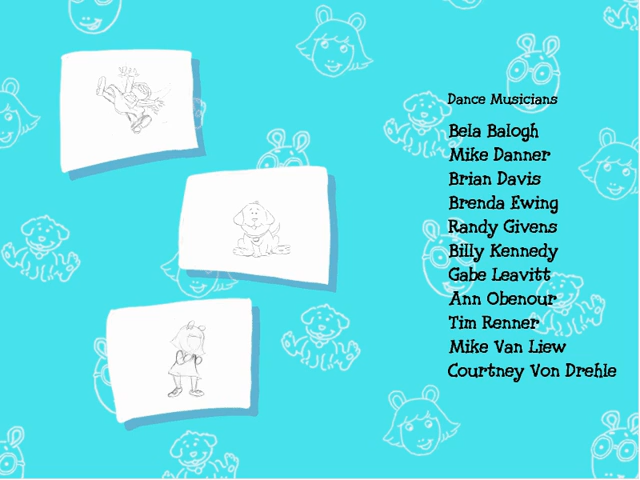 Dance Musicians
Bela Balogh
Mike Danner
Brian Davis
Brenda Ewing
Randy Givens
Billy Kennedy
Gabe Leavitt
Ann Obenour
Tim Renner
Mike Van Liew
Courtney Von Drehle